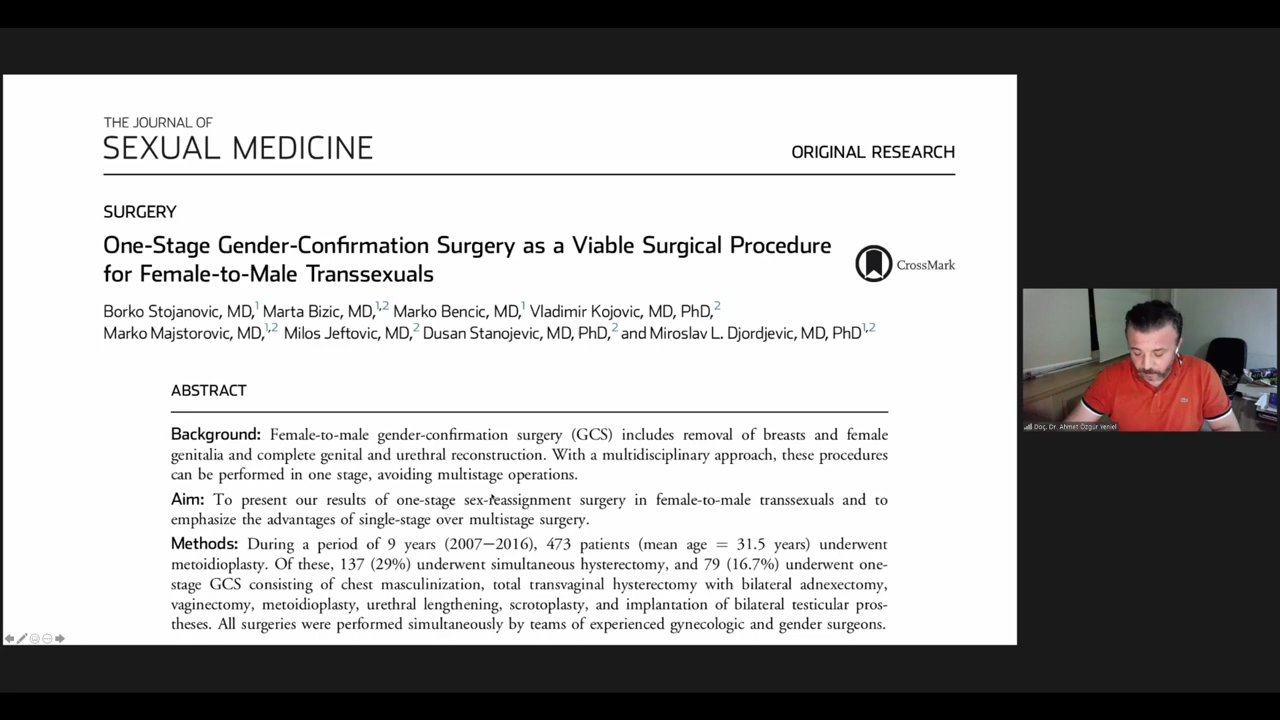 THE JOURNAL OF
SEXUAL MEDICINE
ORIGINAL RESEARCH
SURGERY
One-Stage Gender-Confirmation Surgery as a Viable Surgical Procedure
for Female-to-Male Transsexuals
CrossMark
Borko Stojanovic, MD,1 Marta Bizic, MD,1,2 Marko Bencic, MD,1 Vladimir Kojovic, MD, PhD,2
Marko Majstorovic, MD,1,2 Milos Jeftovic, MD,2 Dusan Stanojevic, MD, PhD,2 and Miroslav L. Djordjevic, MD, PhD1,2
ABSTRACT
Background: Female-to-male gender-confirmation surgery (GCS) includes removal of breasts and female
genitalia and complete genital and urethral reconstruction. With a multidisciplinary approach, these procedures
can be performed in one stage, avoiding multistage operations.
Aim: To present our results of one-stage sex-reassignment surgery in female-to-male transsexuals and to
emphasize the advantages of single-stage over multistage surgery.
Methods: During a period of 9 years (2007–2016), 473 patients (mean age = 31.5 years) underwent
metoidioplasty. Of these, 137 (29%) underwent simultaneous hysterectomy, and 79 (16.7%) underwent one-
stage GCS consisting of chest masculinization, total transvaginal hysterectomy with bilateral adnexectomy,
vaginectomy, metoidioplasty, urethral lengthening, scrotoplasty, and implantation of bilateral testicular pros-
theses. All surgeries were performed simultaneously by teams of experienced gynecologic and gender surgeons.
Doç. Dr. Ahmet Özgür Yeniel